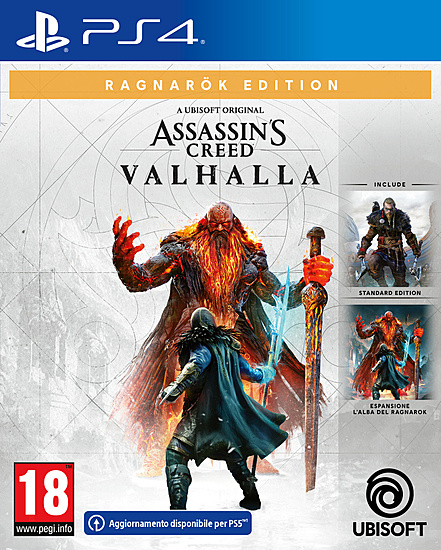 PS4
RAGNARÖK EDITION
A UBISOFT ORIGINAL
ASSASSIN'S
CREED
VALHALLA
INCLUDE
STANDARD EDITION
ESPANSIONE
L'ALBA DEL RAGNAROK
18
www.pegi.info
Aggiornamento disponibile per PS5
UBISOFT